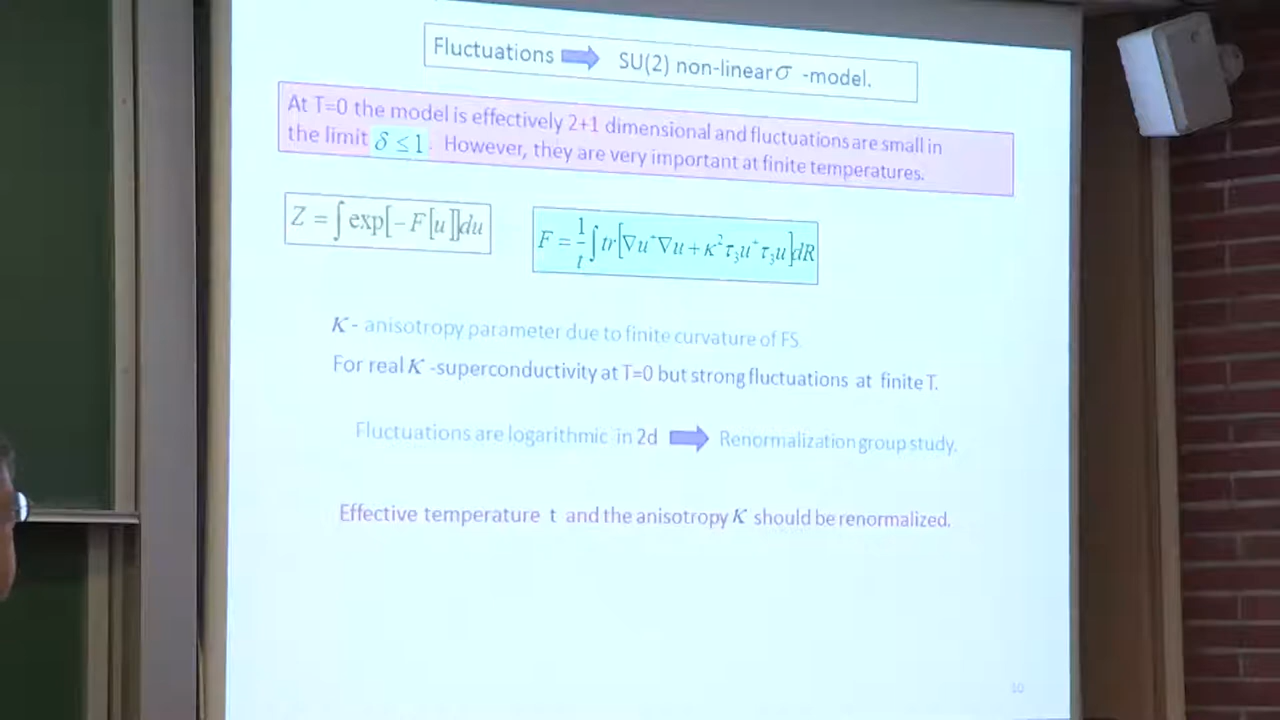 Fluctuations ➡ SU(2) non-linear σ -model.
At T=0 the model is effectively 2+1 dimensional and fluctuations are small in
the limit δ ≤ 1 . However, they are very important at finite temperatures.
Z = ∫ exp[− F[u]]du
F = 1/t ∫ tr[∇u⁺∇u + κ²τ₃u⁺τ₃u]dR
κ - anisotropy parameter due to finite curvature of FS.
For real κ -superconductivity at T=0 but strong fluctuations at finite T.
Fluctuations are logarithmic in 2d ➡ Renormalization group study.
Effective temperature t and the anisotropy κ should be renormalized.
10